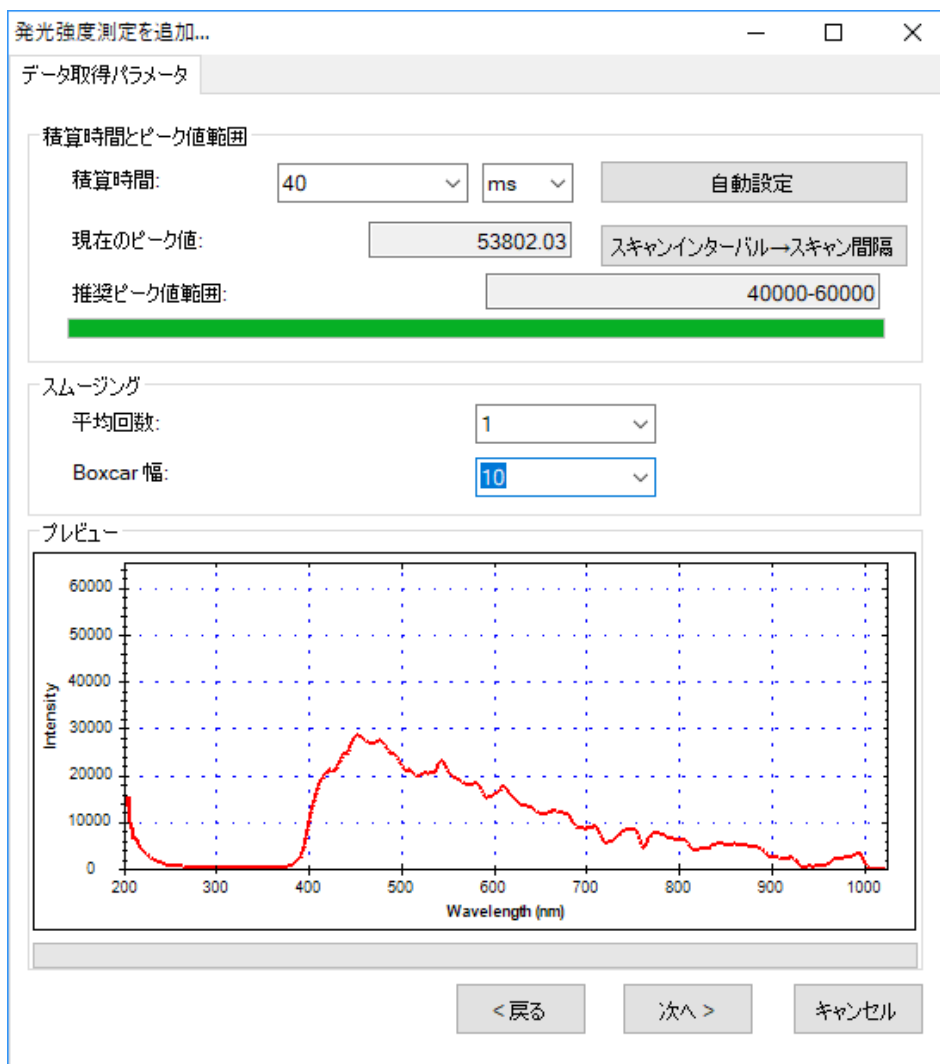 発光強度測定を追加...
データ取得パラメータ
積算時間とピーク値範囲
積算時間: 40 ms 自動設定
現在のピーク値: 53802.03 スキャンインターバル→スキャン間隔
推奨ピーク値範囲: 40000-60000
スムージング
平均回数: 1
Boxcar 幅: 10
プレビュー
60000
50000
40000
30000
20000
10000
0
Intensity
200 300 400 500 600 700 800 900 1000
Wavelength (nm)
< 戻る 次へ > キャンセル